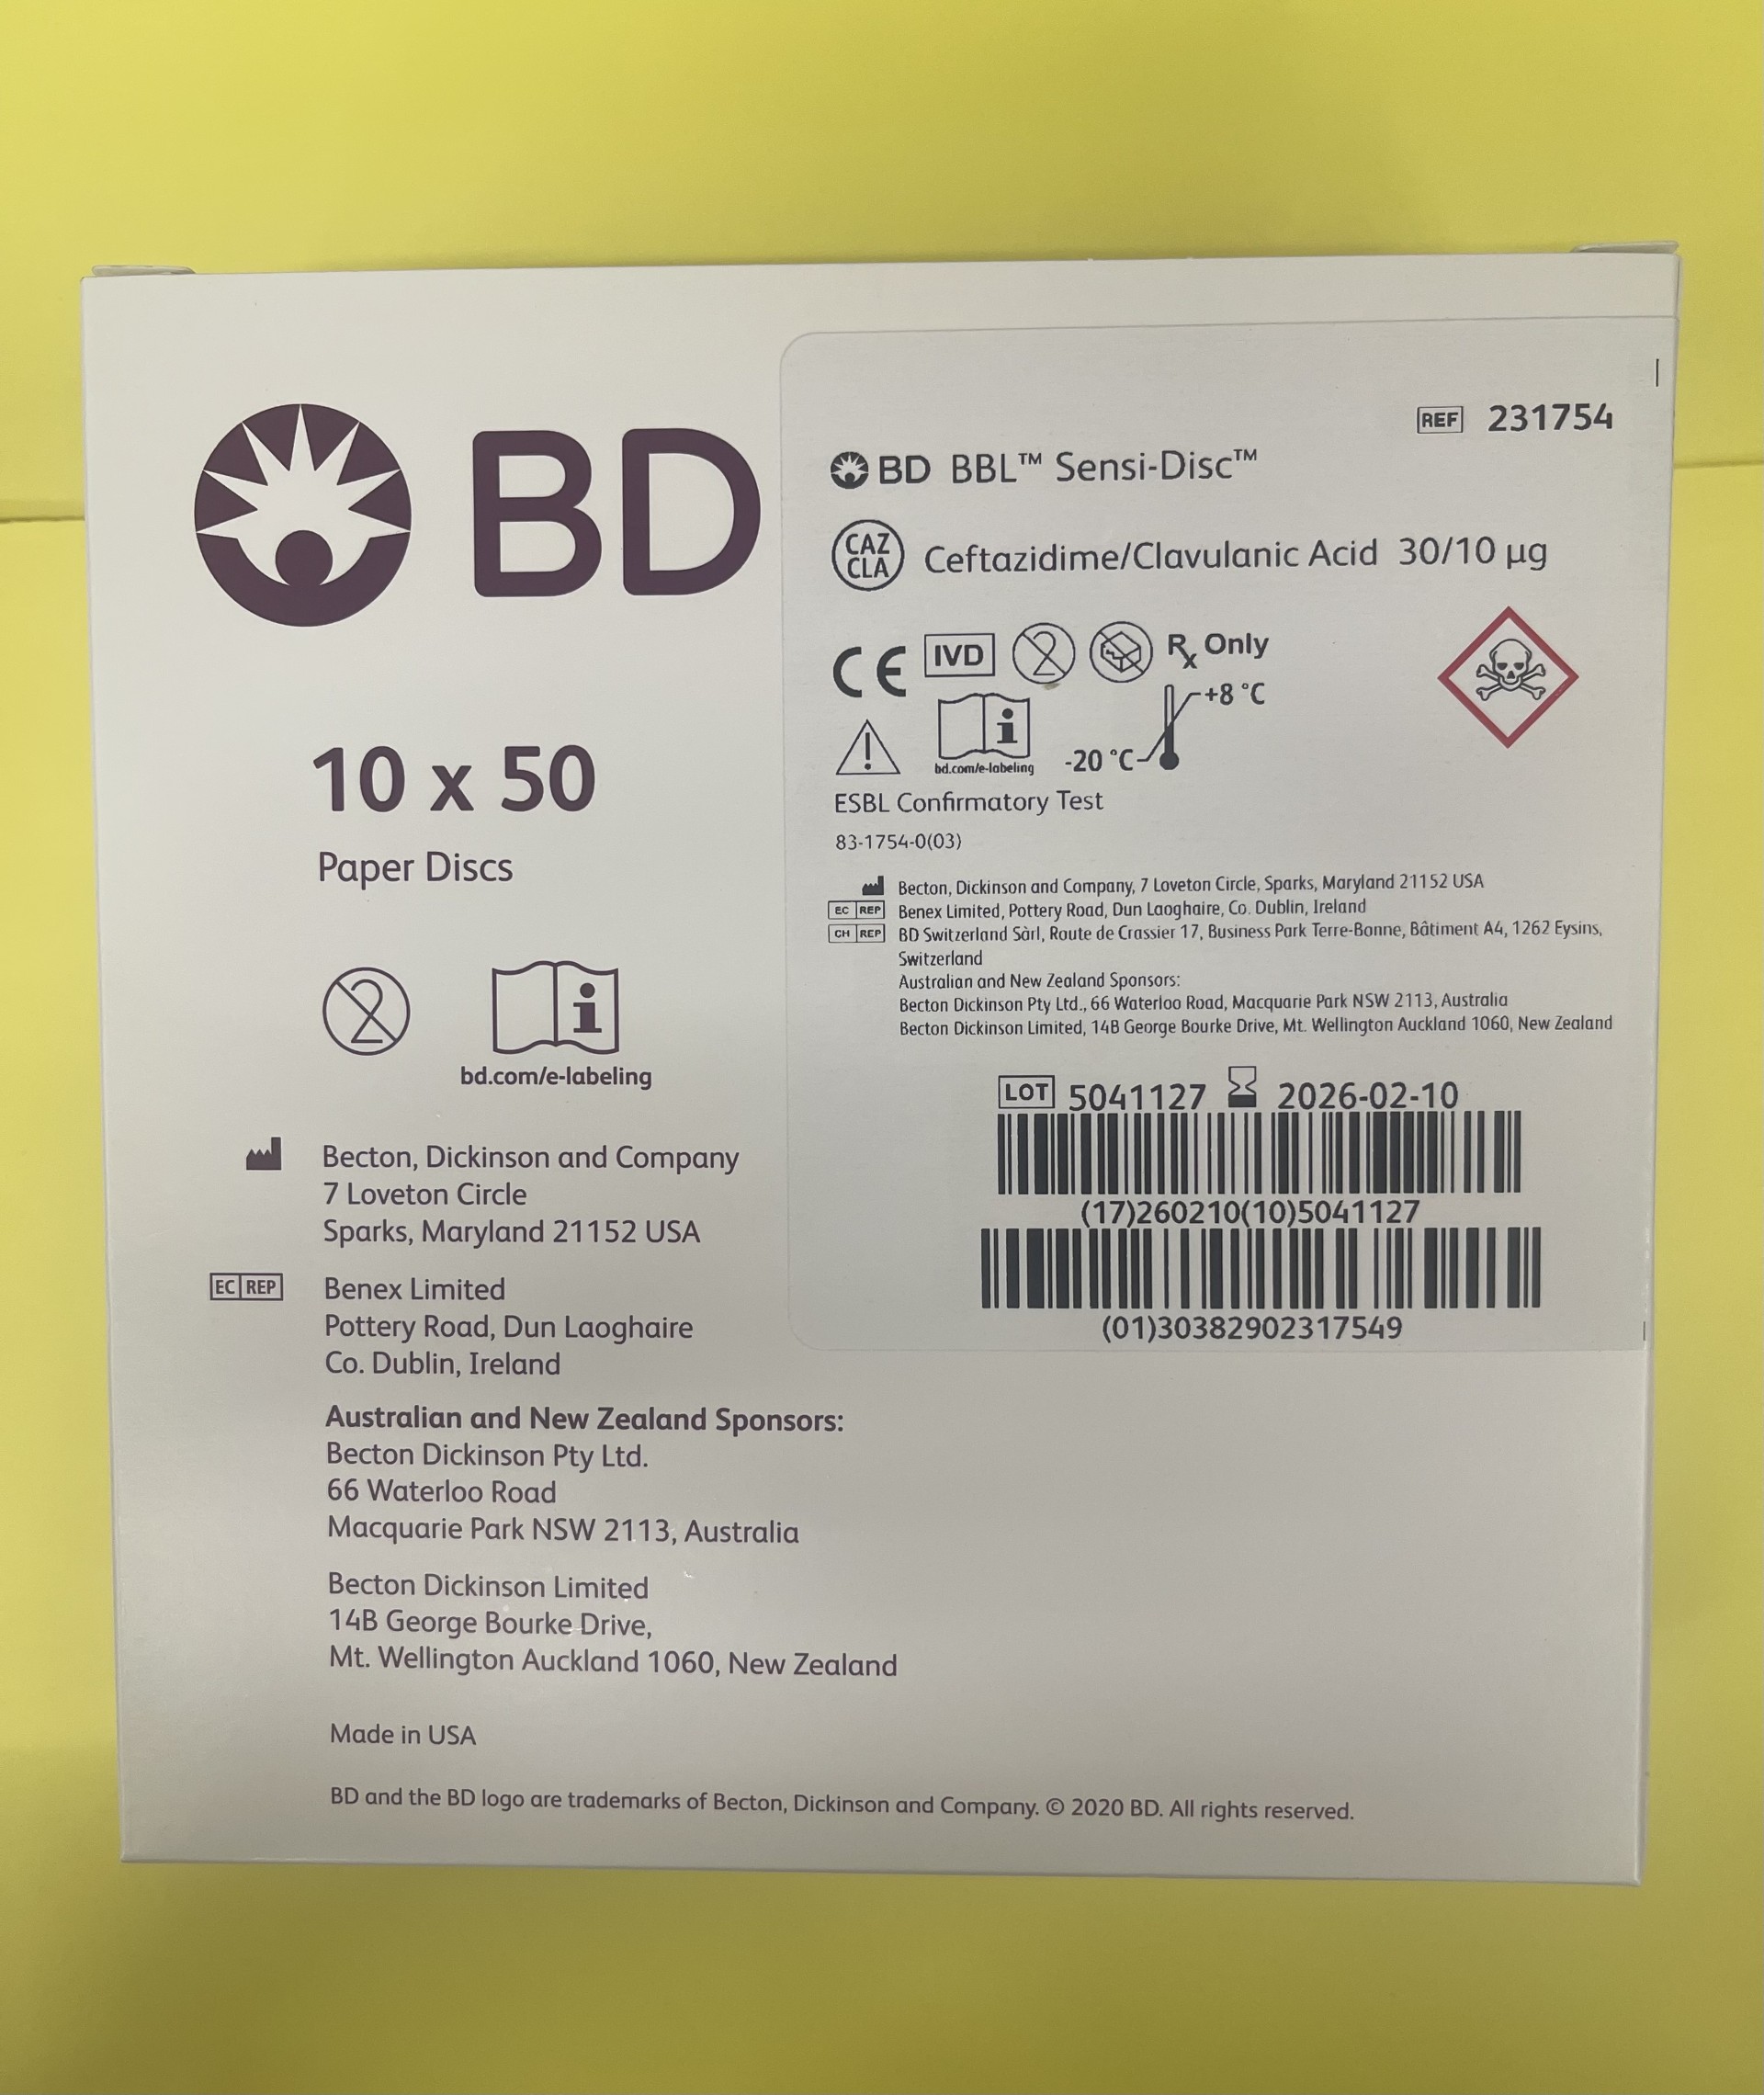 BD
10 x 50
Paper Discs
2
i
bd.com/e-labeling
Becton, Dickinson and Company
7 Loveton Circle
Sparks, Maryland 21152 USA
EC REP
Benex Limited
Pottery Road, Dun Laoghaire
Co. Dublin, Ireland
Australian and New Zealand Sponsors:
Becton Dickinson Pty Ltd.
66 Waterloo Road
Macquarie Park NSW 2113, Australia
Becton Dickinson Limited
14B George Bourke Drive,
Mt. Wellington Auckland 1060, New Zealand
Made in USA
BD and the BD logo are trademarks of Becton, Dickinson and Company. © 2020 BD. All rights reserved.
REF 231754
BD BBL™ Sensi-Disc™
CAZ
CLA
Ceftazidime/Clavulanic Acid 30/10 µg
CE IVD 2 Rx Only
+8 °C
! i
bd.com/e-labeling
-20 °C
ESBL Confirmatory Test
83-1754-0(03)
Becton, Dickinson and Company, 7 Loveton Circle, Sparks, Maryland 21152 USA
EC REP Benex Limited, Pottery Road, Dun Laoghaire, Co. Dublin, Ireland
CH REP BD Switzerland Sàrl, Route de Crassier 17, Business Park Terre-Bonne, Bâtiment A4, 1262 Eysins,
Switzerland
Australian and New Zealand Sponsors:
Becton Dickinson Pty Ltd., 66 Waterloo Road, Macquarie Park NSW 2113, Australia
Becton Dickinson Limited, 14B George Bourke Drive, Mt. Wellington Auckland 1060, New Zealand
LOT 5041127 2026-02-10
(17)260210(10)5041127
(01)30382902317549